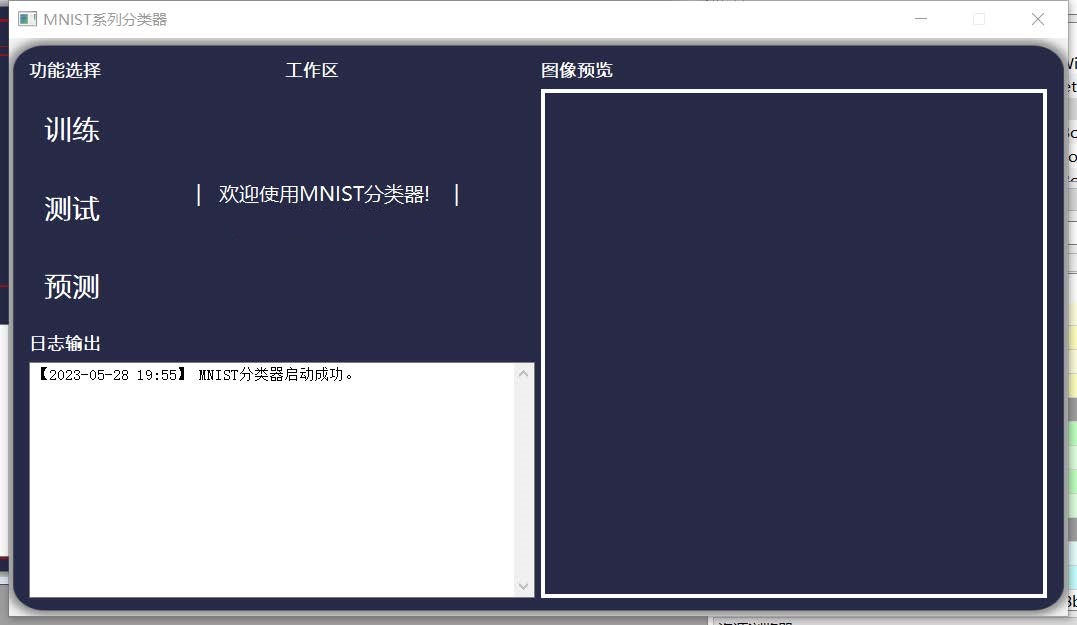 MNIST系列分类器
功能选择
工作区
图像预览
训练
测试
预测
| 欢迎使用MNIST分类器! |
日志输出
【2023-05-28 19:55】 MNIST分类器启动成功。